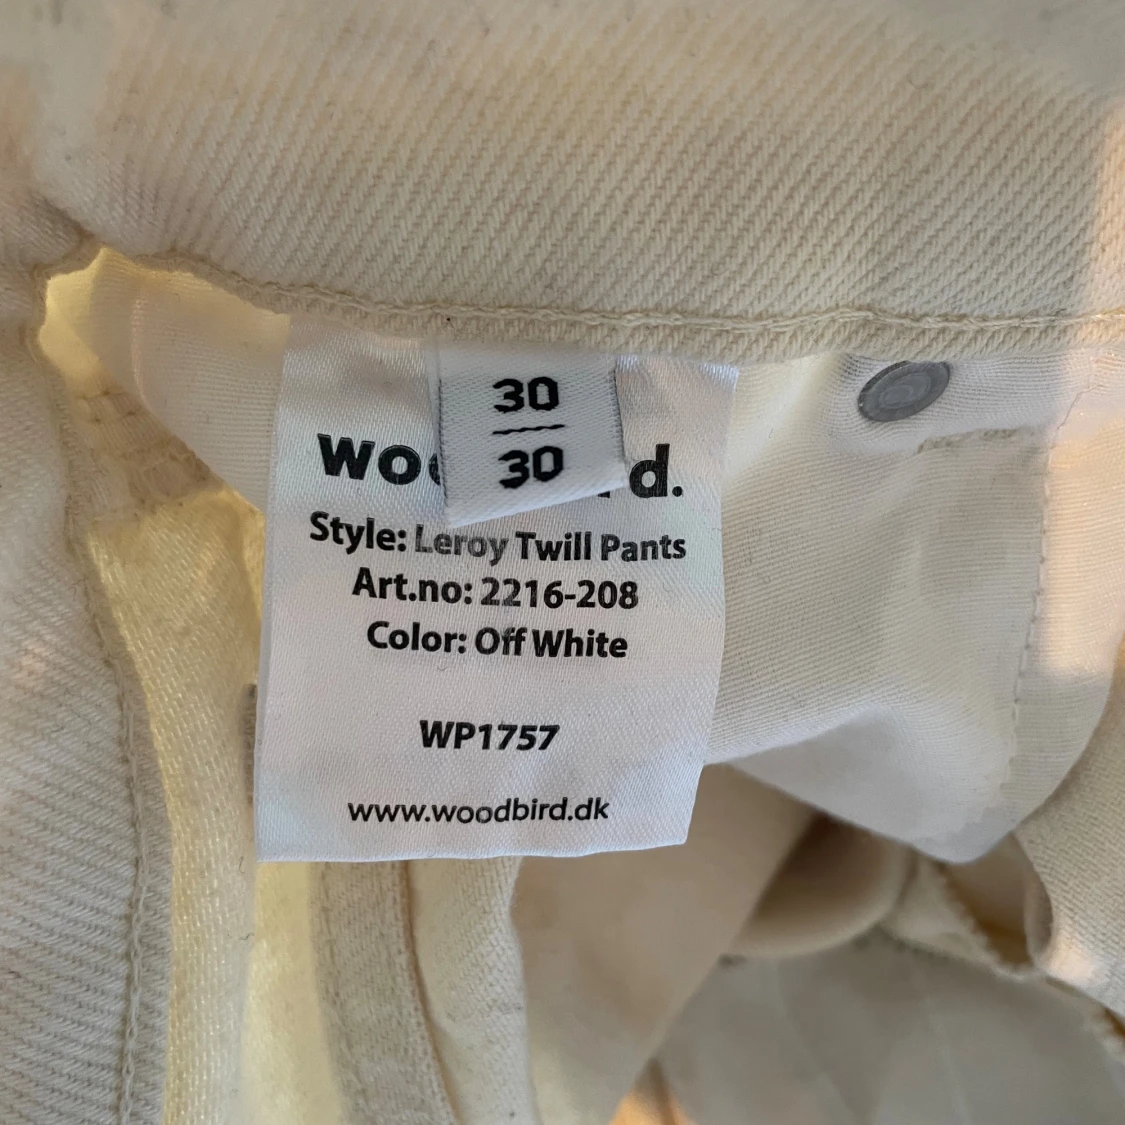 30
30
wo d.
Style: Leroy Twill Pants
Art.no: 2216-208
Color: Off White
WP1757
www.woodbird.dk